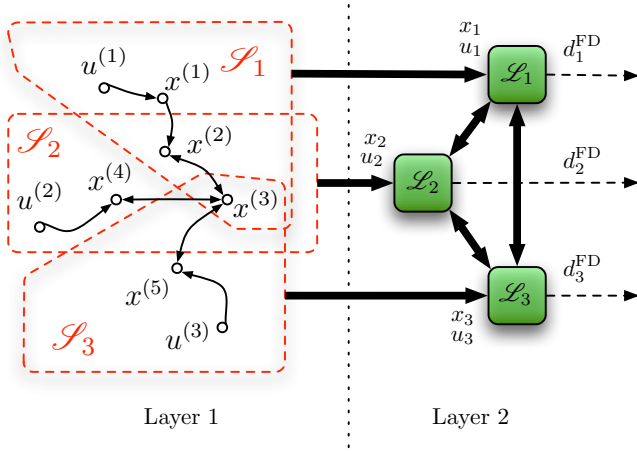 u^{(1)}
x^{(1)}
𝒮_1
x_1
u_1
ℒ_1
d_1^{FD}
𝒮_2
x^{(2)}
x_2
u_2
ℒ_2
d_2^{FD}
x^{(4)}
u^{(2)}
x^{(3)}
x^{(5)}
ℒ_3
d_3^{FD}
𝒮_3
u^{(3)}
x_3
u_3
Layer 1
Layer 2